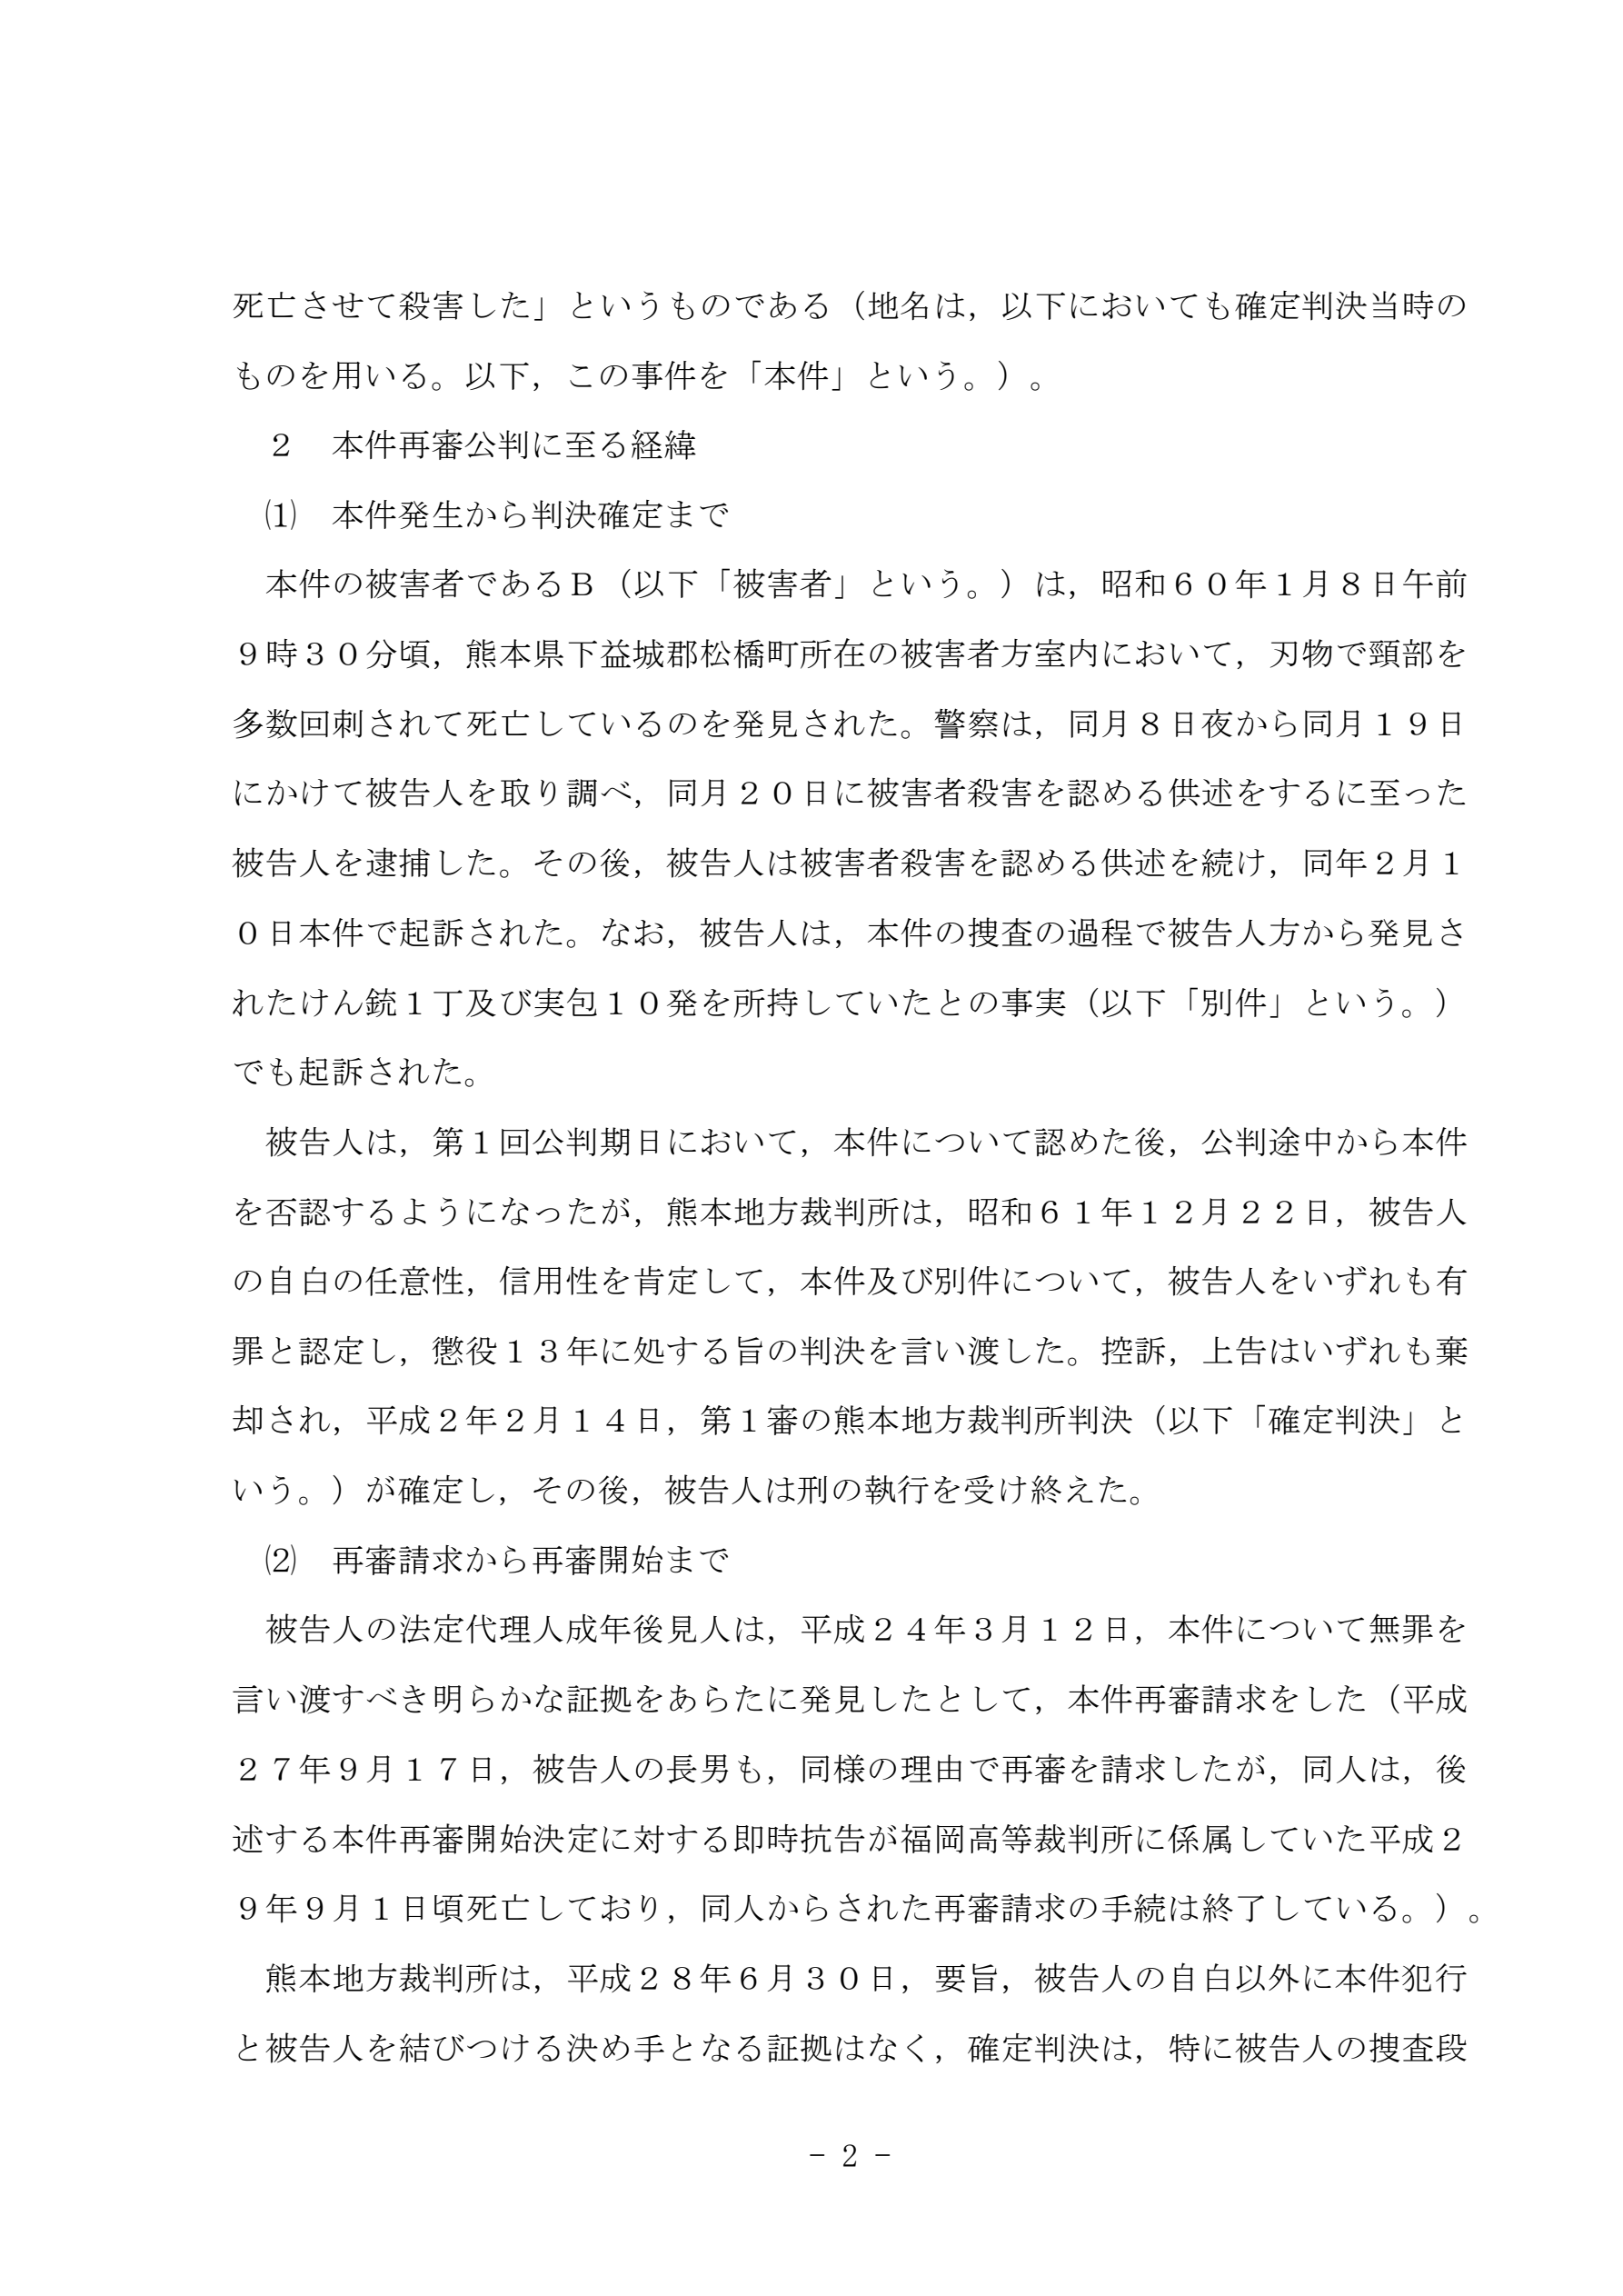 死亡させて殺害した」というものである（地名は，以下においても確定判決当時の
ものを用いる。以下，この事件を「本件」という。）。
２　本件再審公判に至る経緯
⑴　本件発生から判決確定まで
本件の被害者であるＢ（以下「被害者」という。）は，昭和６０年１月８日午前
９時３０分頃，熊本県下益城郡松橋町所在の被害者方室内において，刃物で頸部を
多数回刺されて死亡しているのを発見された。警察は，同月８日夜から同月１９日
にかけて被告人を取り調べ，同月２０日に被害者殺害を認める供述をするに至った
被告人を逮捕した。その後，被告人は被害者殺害を認める供述を続け，同年２月１
０日本件で起訴された。なお，被告人は，本件の捜査の過程で被告人方から発見さ
れたけん銃１丁及び実包１０発を所持していたとの事実（以下「別件」という。）
でも起訴された。
被告人は，第１回公判期日において，本件について認めた後，公判途中から本件
を否認するようになったが，熊本地方裁判所は，昭和６１年１２月２２日，被告人
の自白の任意性，信用性を肯定して，本件及び別件について，被告人をいずれも有
罪と認定し，懲役１３年に処する旨の判決を言い渡した。控訴，上告はいずれも棄
却され，平成２年２月１４日，第１審の熊本地方裁判所判決（以下「確定判決」と
いう。）が確定し，その後，被告人は刑の執行を受け終えた。
⑵　再審請求から再審開始まで
被告人の法定代理人成年後見人は，平成２４年３月１２日，本件について無罪を
言い渡すべき明らかな証拠をあらたに発見したとして，本件再審請求をした（平成
２７年９月１７日，被告人の長男も，同様の理由で再審を請求したが，同人は，後
述する本件再審開始決定に対する即時抗告が福岡高等裁判所に係属していた平成２
９年９月１日頃死亡しており，同人からされた再審請求の手続は終了している。）。
熊本地方裁判所は，平成２８年６月３０日，要旨，被告人の自白以外に本件犯行
と被告人を結びつける決め手となる証拠はなく，確定判決は，特に被告人の捜査段
- 2 -